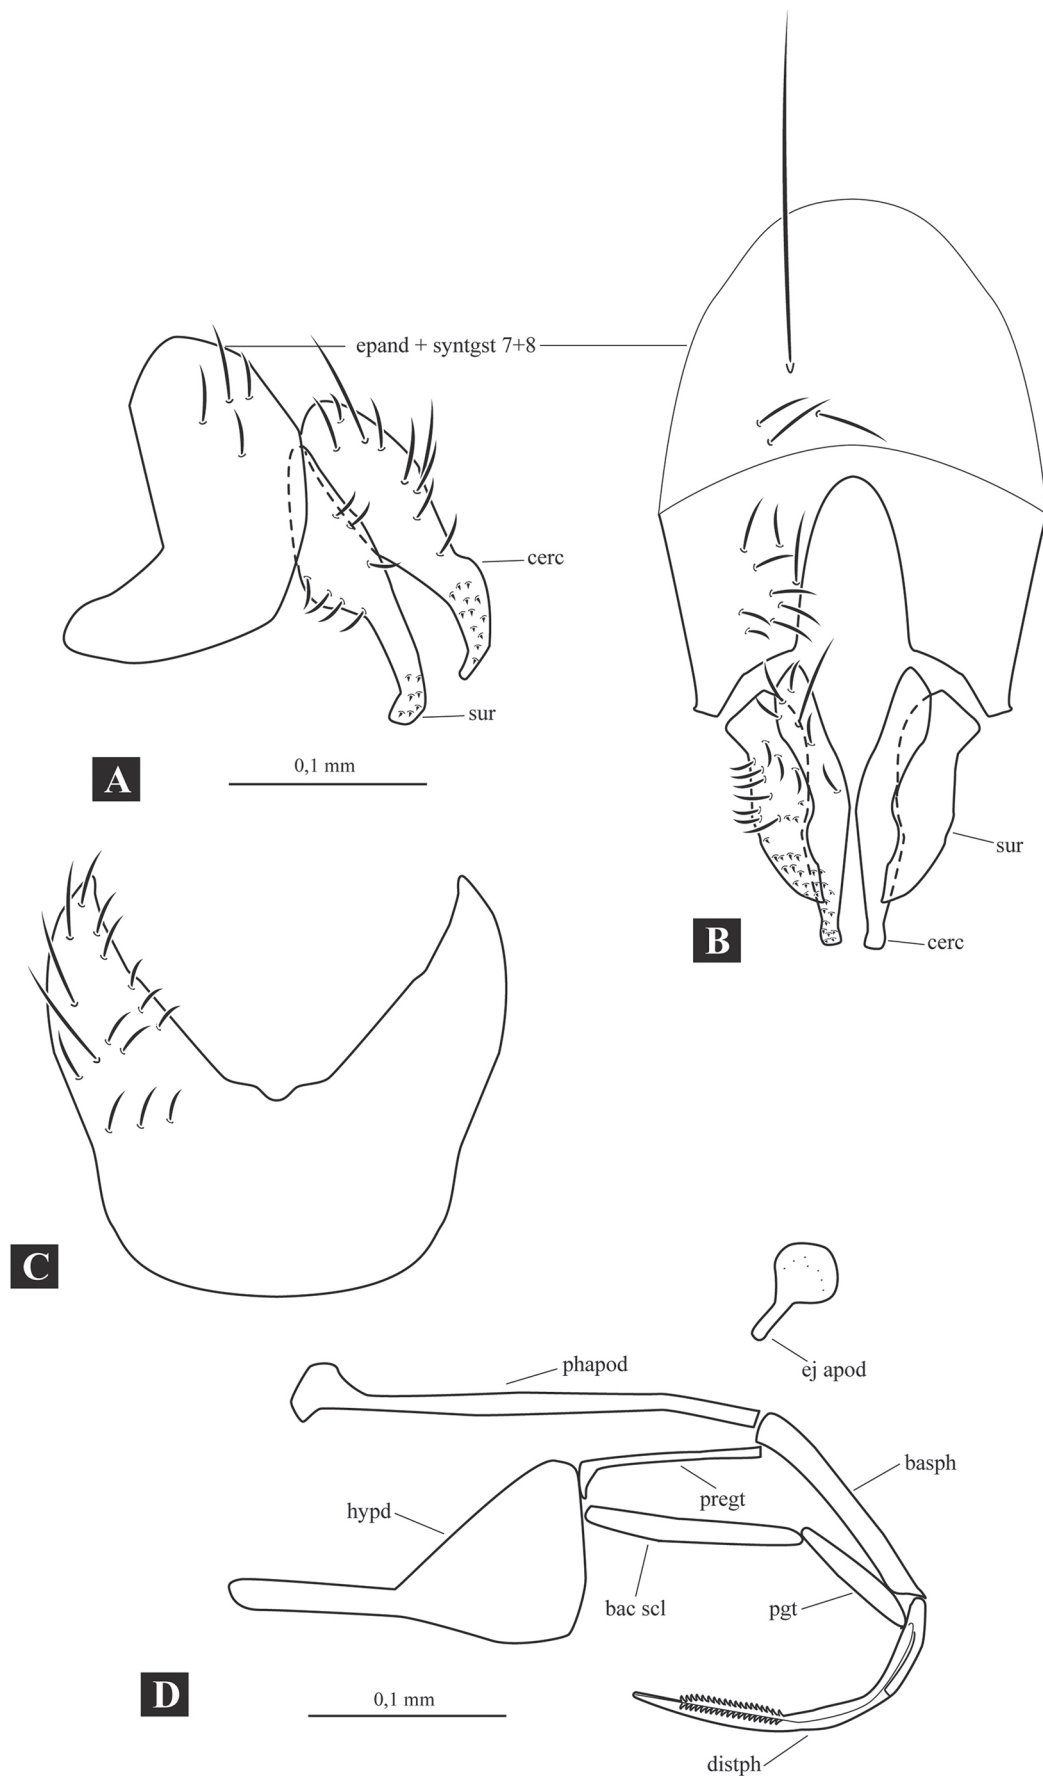 epand + syntgst 7+8
cerc
sur
A
0,1 mm
sur
B
cerc
C
ej apod
phapod
basph
pregt
hypd
bac scl
pgt
D
0,1 mm
distph